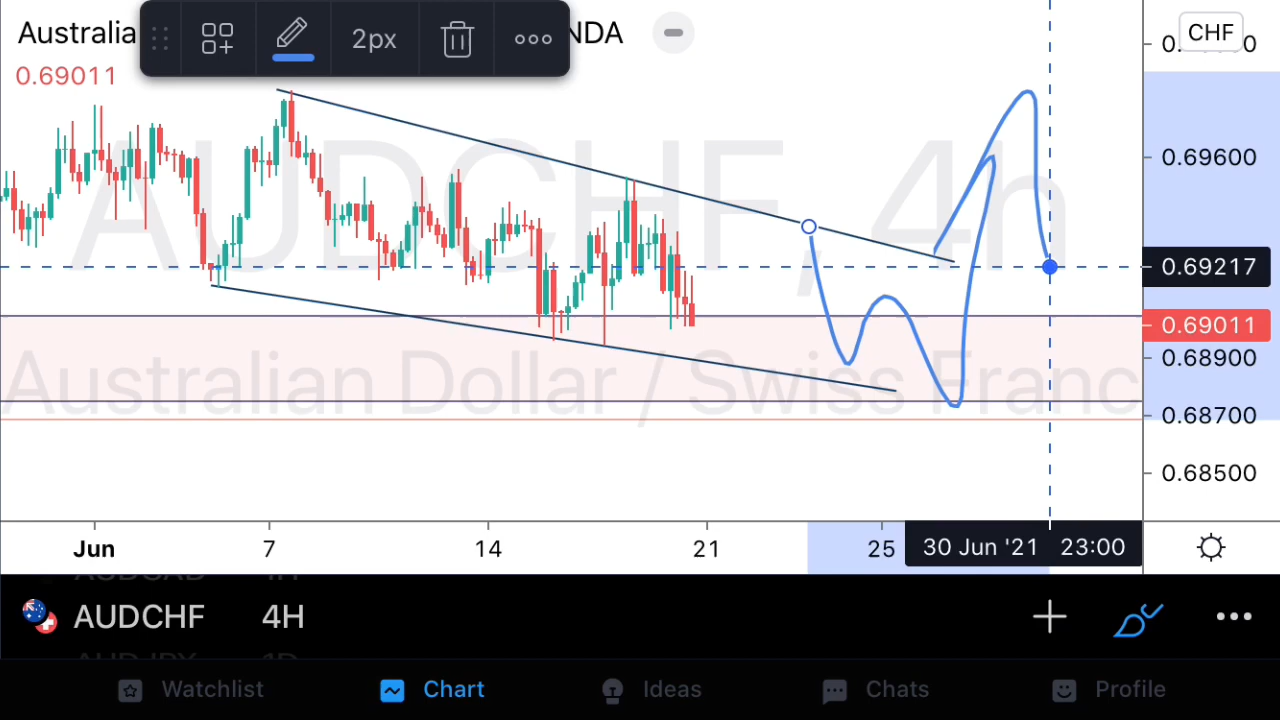 Australia
2px
NDA
CHF
0.69011
0.69600
AUDCHF, 4h
0.69217
0.69011
0.68900
Australian Dollar / Swiss Franc
0.68700
0.68500
Jun
7
14
21
25
30 Jun '21 23:00
AUDCHF 4H
Watchlist
Chart
Ideas
Chats
Profile